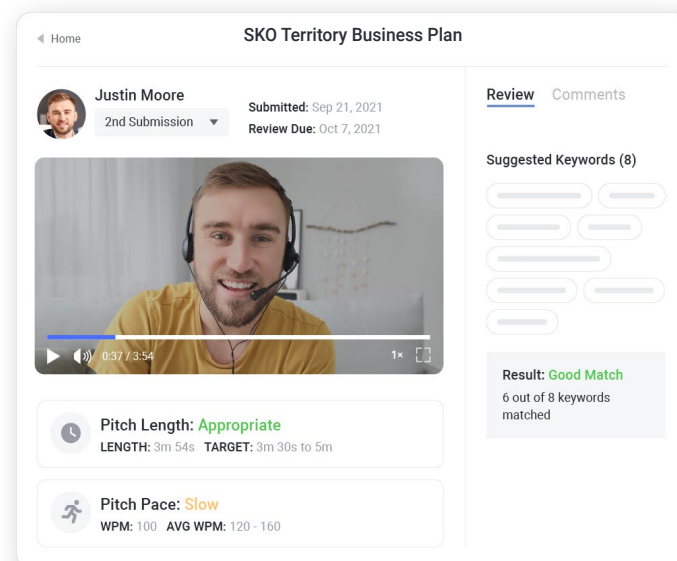 Home
SKO Territory Business Plan
Justin Moore
2nd Submission
Submitted: Sep 21, 2021
Review Due: Oct 7, 2021
0:37 / 3:54
1×
Pitch Length: Appropriate
LENGTH: 3m 54s TARGET: 3m 30s to 5m
Pitch Pace: Slow
WPM: 100 AVG WPM: 120 - 160
Review Comments
Suggested Keywords (8)
Result: Good Match
6 out of 8 keywords
matched